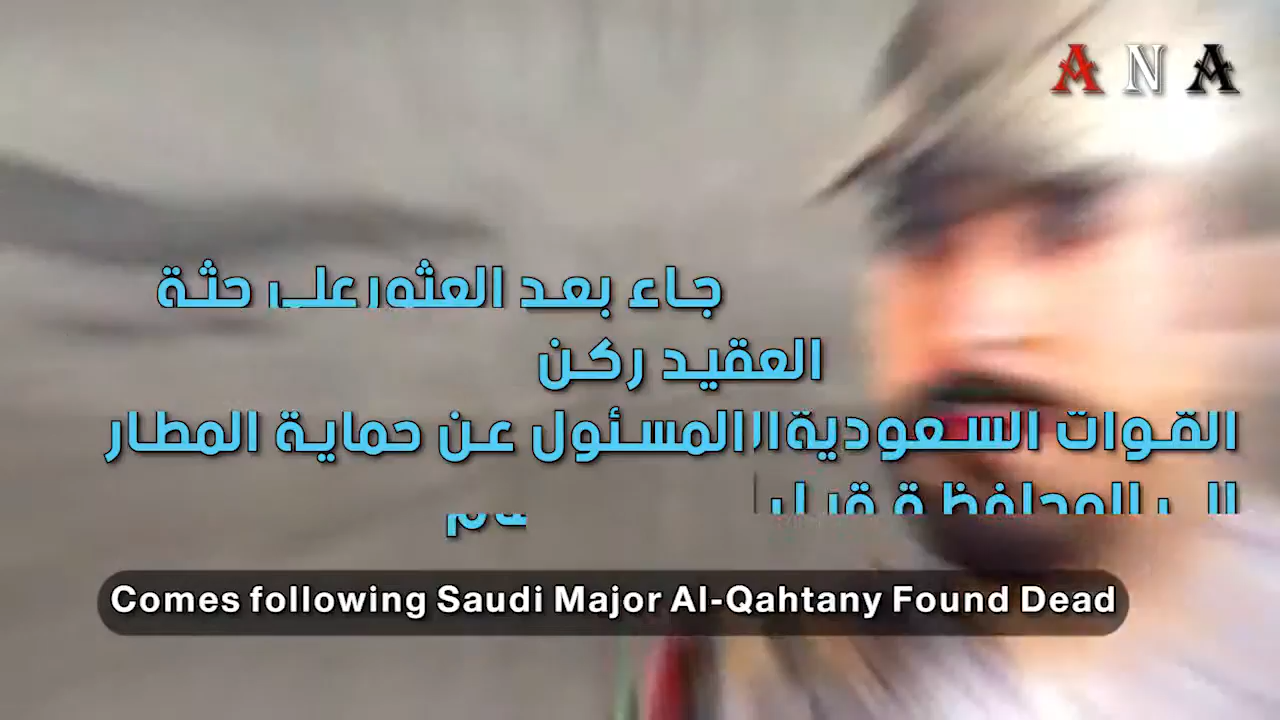 A N A
جاء بعد العثور على جثة
العقيد ركن
القوات السعودية
المسئول عن حماية المطار
Comes following Saudi Major Al-Qahtany Found Dead